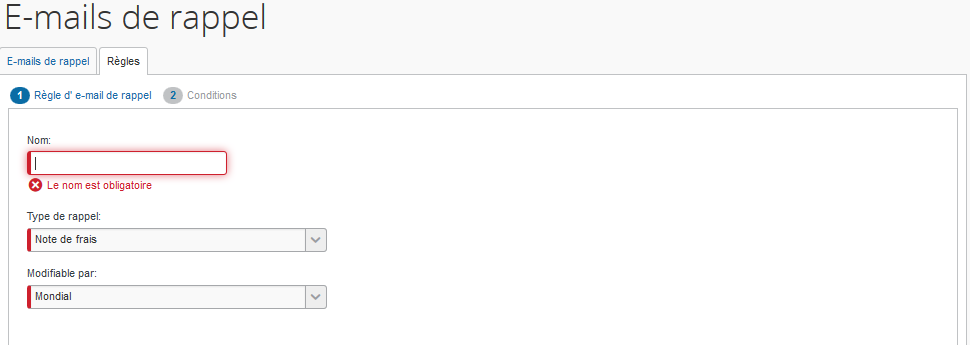 E-mails de rappel
E-mails de rappel Règles
1 Règle d' e-mail de rappel 2 Conditions
Nom:
Le nom est obligatoire
Type de rappel:
Note de frais
Modifiable par:
Mondial